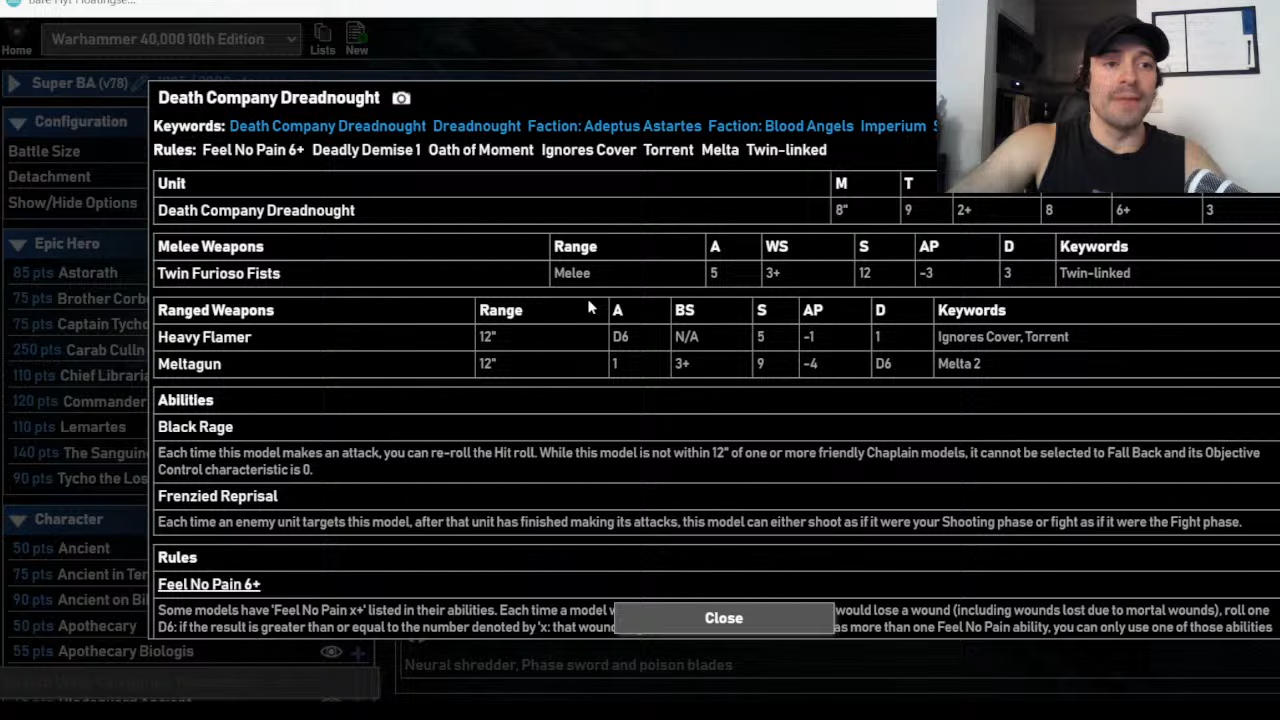 Home
Warhammer 40,000 10th Edition
Lists
New
Super BA (v78)
Configuration
Battle Size
Detachment
Show/Hide Options
Epic Hero
85 pts Astorath
75 pts Brother Corb
75 pts Captain Tycho
250 pts Carab Culln
110 pts Chief Libraria
120 pts Commander
110 pts Lemartes
140 pts The Sanguin
90 pts Tycho the Los
Character
50 pts Ancient
75 pts Ancient in Ter
90 pts Ancient on Bi
50 pts Apothecary
55 pts Apothecary Biologis
Death Company Dreadnought
Keywords: Death Company Dreadnought Dreadnought Faction: Adeptus Astartes Faction: Blood Angels Imperium S
Rules: Feel No Pain 6+ Deadly Demise 1 Oath of Moment Ignores Cover Torrent Melta Twin-linked
Unit M T
Death Company Dreadnought 8" 9 2+ 8 6+ 3
Melee Weapons Range A WS S AP D Keywords
Twin Furioso Fists Melee 5 3+ 12 -3 3 Twin-linked
Ranged Weapons Range A BS S AP D Keywords
Heavy Flamer 12" D6 N/A 5 -1 1 Ignores Cover, Torrent
Meltagun 12" 1 3+ 9 -4 D6 Melta 2
Abilities
Black Rage
Each time this model makes an attack, you can re-roll the Hit roll. While this model is not within 12" of one or more friendly Chaplain models, it cannot be selected to Fall Back and its Objective
Control characteristic is 0.
Frenzied Reprisal
Each time an enemy unit targets this model, after that unit has finished making its attacks, this model can either shoot as if it were your Shooting phase or fight as if it were the Fight phase.
Rules
Feel No Pain 6+
Some models have 'Feel No Pain x+' listed in their abilities. Each time a model w would lose a wound (including wounds lost due to mortal wounds), roll one
D6: if the result is greater than or equal to the number denoted by 'x: that woun as more than one Feel No Pain ability, you can only use one of those abilities
Close
Neural shredder, Phase sword and poison blades